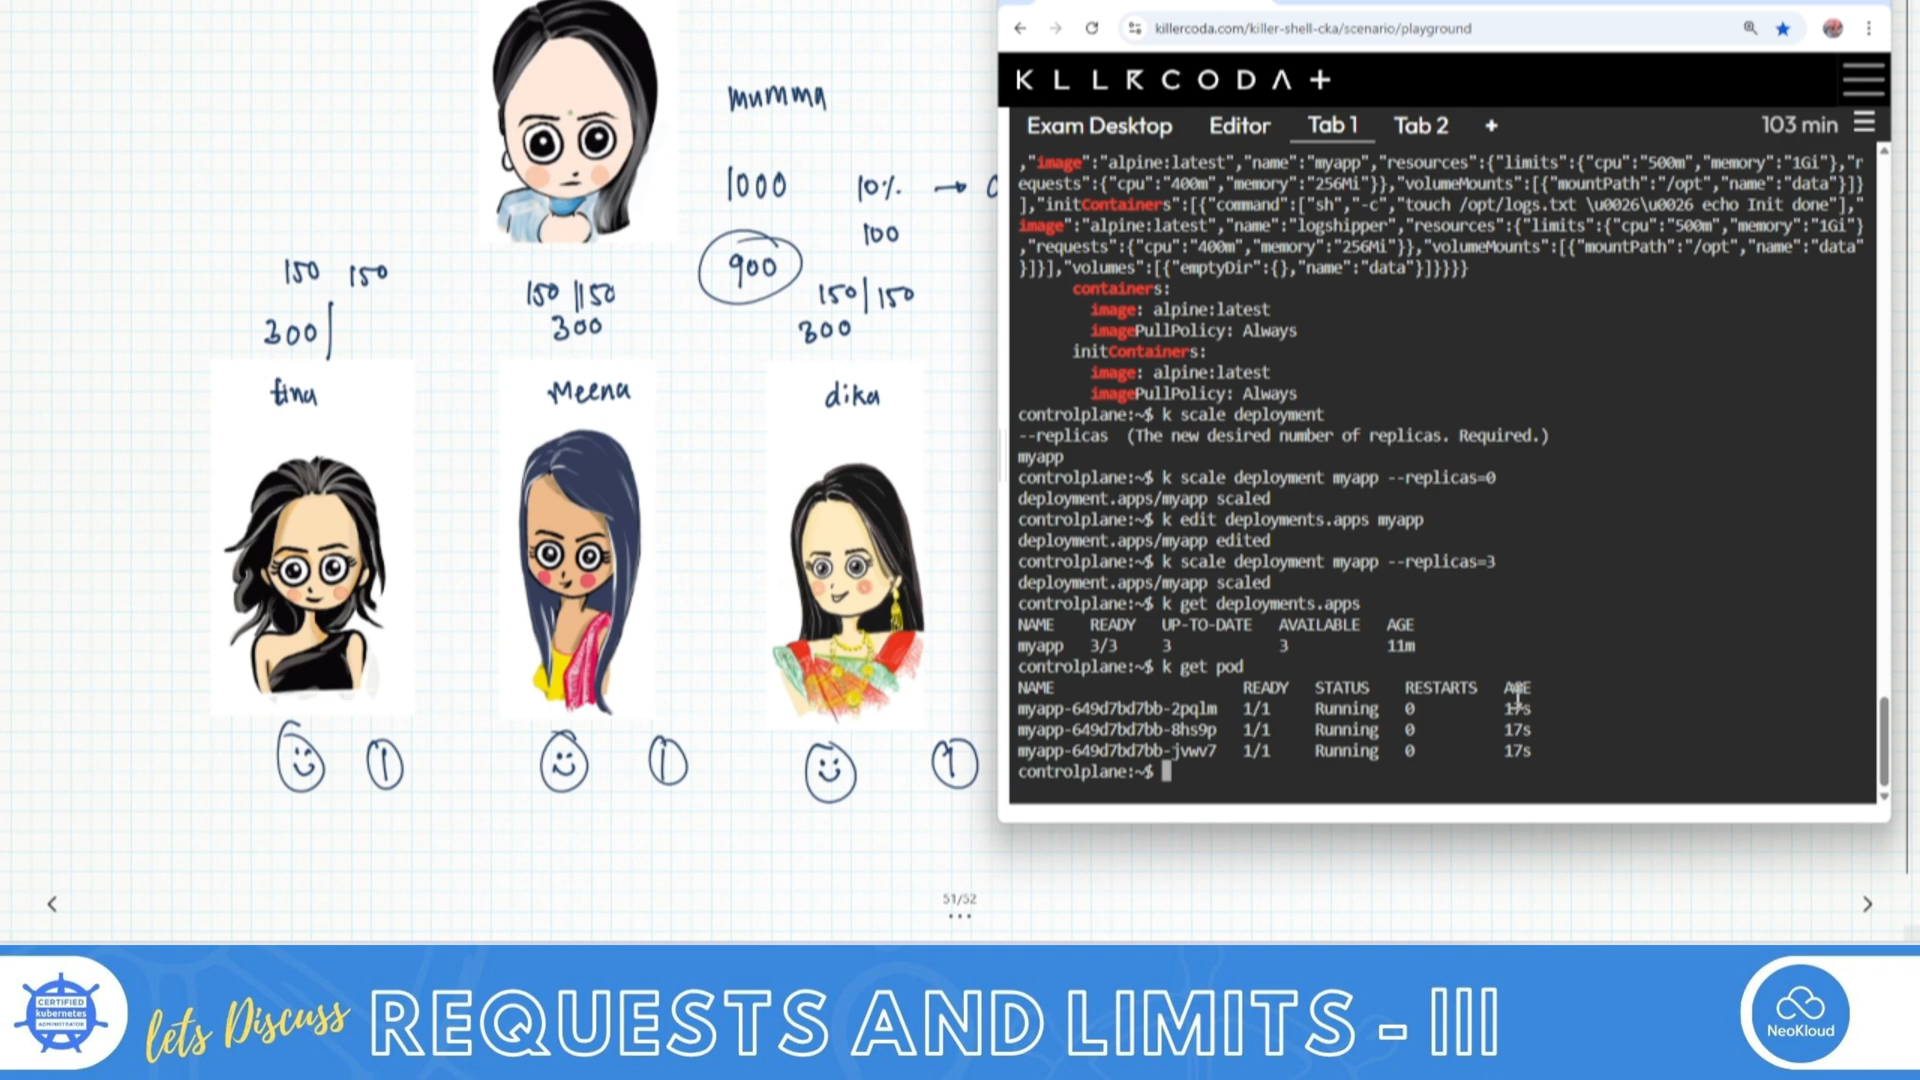 mumma
1000 10% →
100
900
150 150
300
150 | 150
300
150 | 150
300
tina
Meena
dika
1 1 1
51/52
killercoda.com/killer-shell-cka/scenario/playground
KLLRCODA+
Exam Desktop Editor Tab 1 Tab 2 + 103 min
,"image":"alpine:latest","name":"myapp","resources":{"limits":{"cpu":"500m","memory":"1Gi"},"r
equests":{"cpu":"400m","memory":"256Mi"}},"volumeMounts":[{"mountPath":"/opt","name":"data"}]}
],"initContainers":[{"command":["sh","-c","touch /opt/logs.txt \u0026\u0026 echo Init done"],"
image":"alpine:latest","name":"logshipper","resources":{"limits":{"cpu":"500m","memory":"1Gi"}
,"requests":{"cpu":"400m","memory":"256Mi"}},"volumeMounts":[{"mountPath":"/opt","name":"data"
}]}],"volumes":[{"emptyDir":{},"name":"data"}]}}}}
containers:
image: alpine:latest
imagePullPolicy: Always
initContainers:
image: alpine:latest
imagePullPolicy: Always
controlplane:~$ k scale deployment
--replicas (The new desired number of replicas. Required.)
myapp
controlplane:~$ k scale deployment myapp --replicas=0
deployment.apps/myapp scaled
controlplane:~$ k edit deployments.apps myapp
deployment.apps/myapp edited
controlplane:~$ k scale deployment myapp --replicas=3
deployment.apps/myapp scaled
controlplane:~$ k get deployments.apps
NAME READY UP-TO-DATE AVAILABLE AGE
myapp 3/3 3 3 11m
controlplane:~$ k get pod
NAME READY STATUS RESTARTS AGE
myapp-649d7bd7bb-2pqlm 1/1 Running 0 17s
myapp-649d7bd7bb-8hs9p 1/1 Running 0 17s
myapp-649d7bd7bb-jvwv7 1/1 Running 0 17s
controlplane:~$
CERTIFIED
kubernetes
ADMINISTRATOR
lets Discuss
REQUESTS AND LIMITS - III
NeoKloud